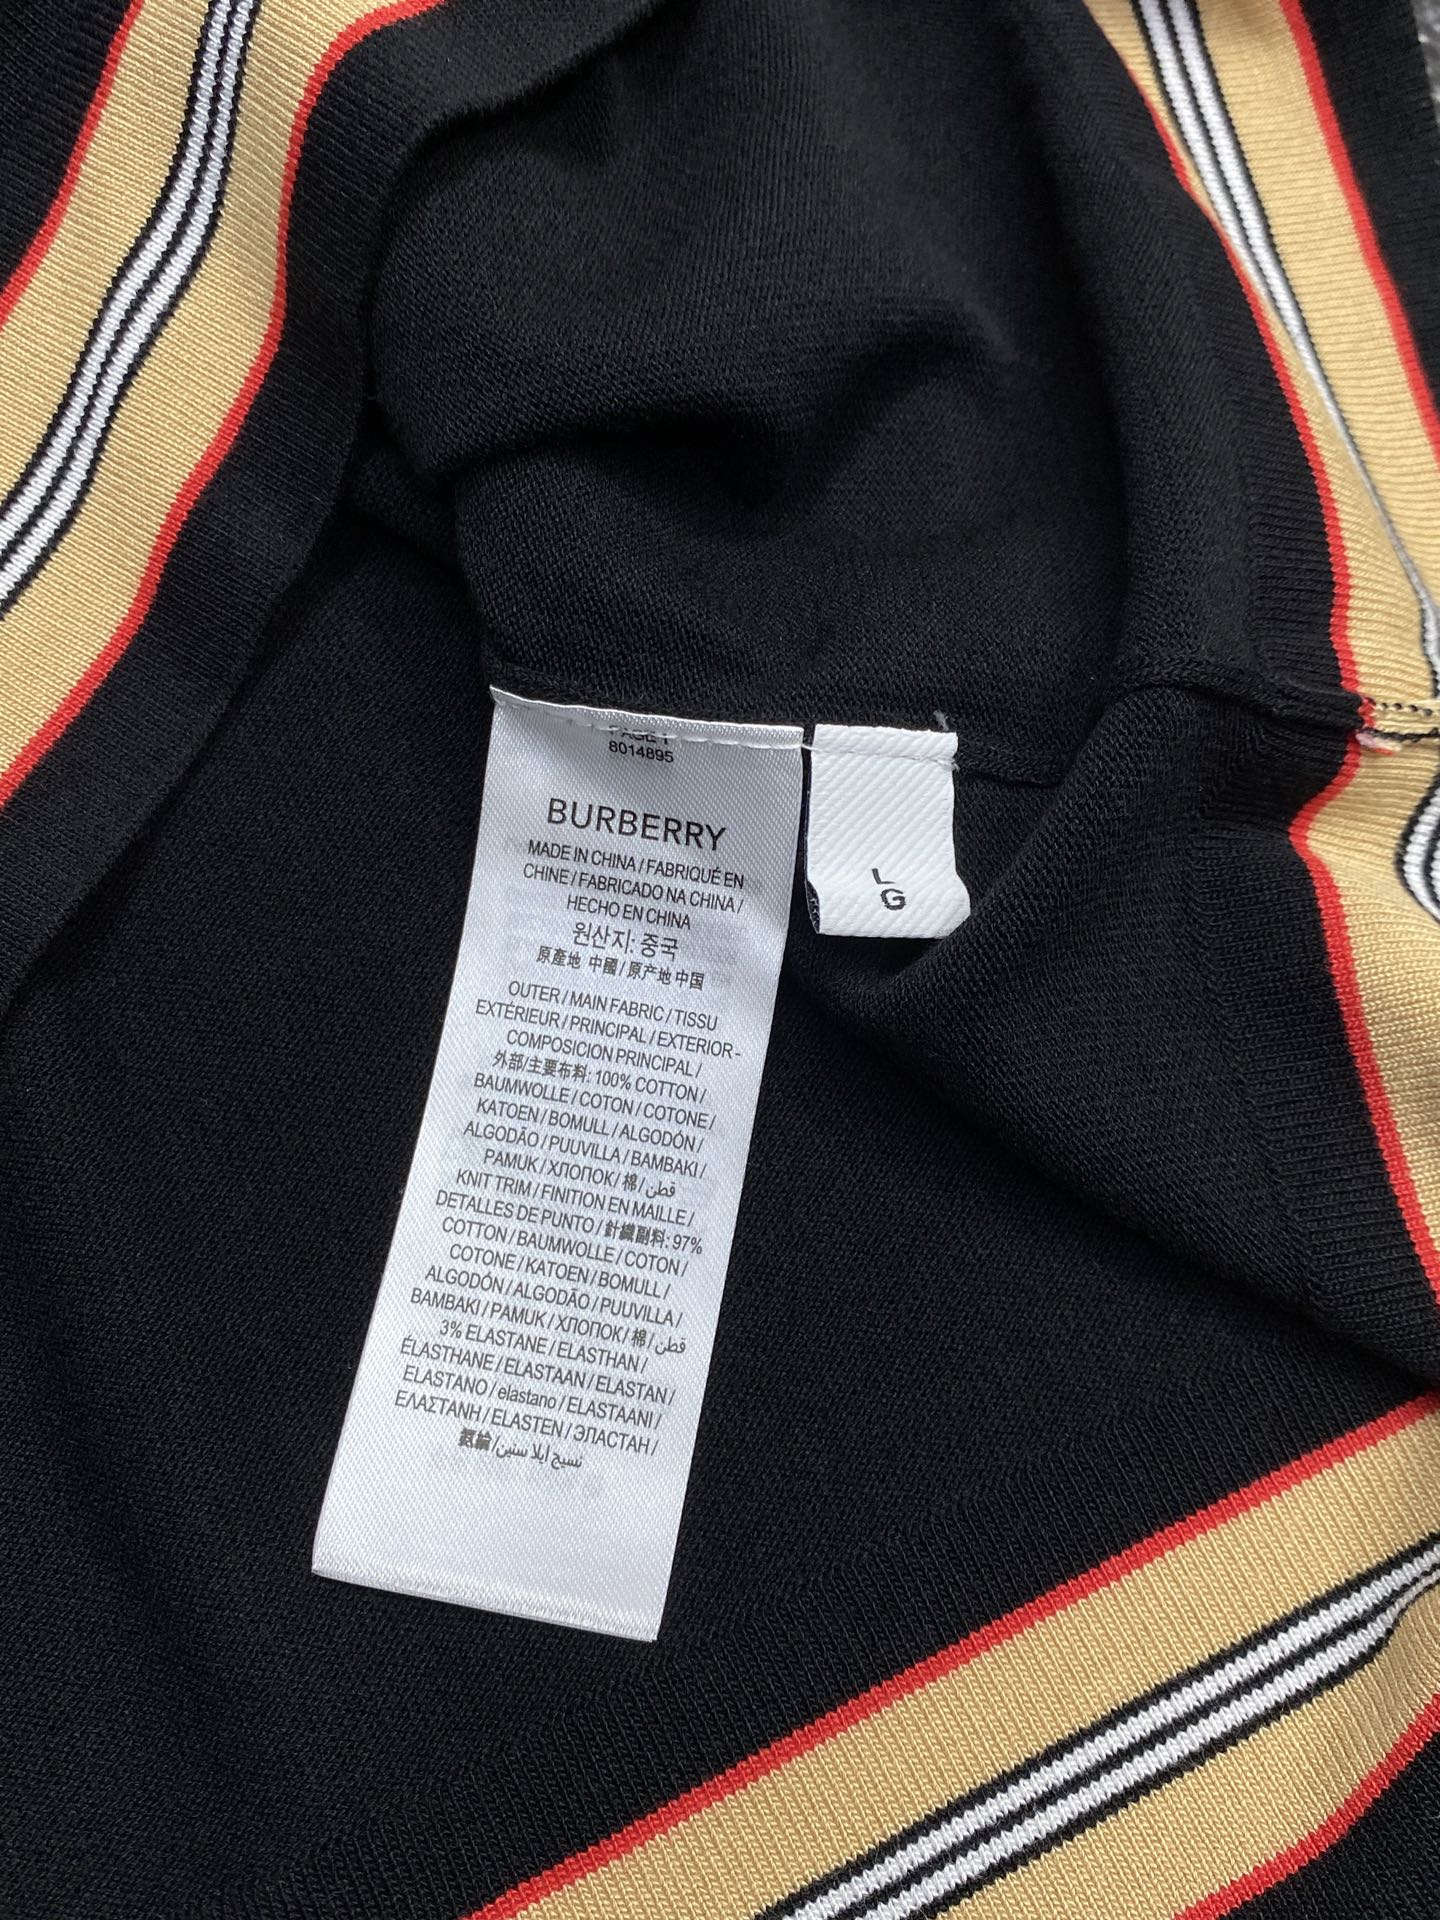 PAGE 1
8014895
BURBERRY
MADE IN CHINA / FABRIQUÉ EN
CHINE / FABRICADO NA CHINA /
HECHO EN CHINA
원산지: 중국
原產地 中國 / 原产地 中国
OUTER / MAIN FABRIC / TISSU
EXTÉRIEUR / PRINCIPAL / EXTERIOR -
COMPOSICION PRINCIPAL /
外部/主要布料: 100% COTTON /
BAUMWOLLE / COTON / COTONE /
KATOEN / BOMULL / ALGODÓN /
ALGODÃO / PUUVILLA / BAMBAKI /
PAMUK / ХЛОПОК / 棉 / قطن
KNIT TRIM / FINITION EN MAILLE /
DETALLES DE PUNTO / 針織副料: 97%
COTTON / BAUMWOLLE / COTON /
COTONE / KATOEN / BOMULL /
ALGODÓN / ALGODÃO / PUUVILLA /
BAMBAKI / PAMUK / ХЛОПОК / 棉 / قطن
3% ELASTANE / ELASTHAN /
ÉLASTHANE / ELASTAAN / ELASTAN /
ELASTANO / elastano / ELASTAANI /
ΕΛΑΣΤΑΝΗ / ELASTEN / ЭЛАСТАН /
氨綸 / نسيج ايلا ستين
L
G